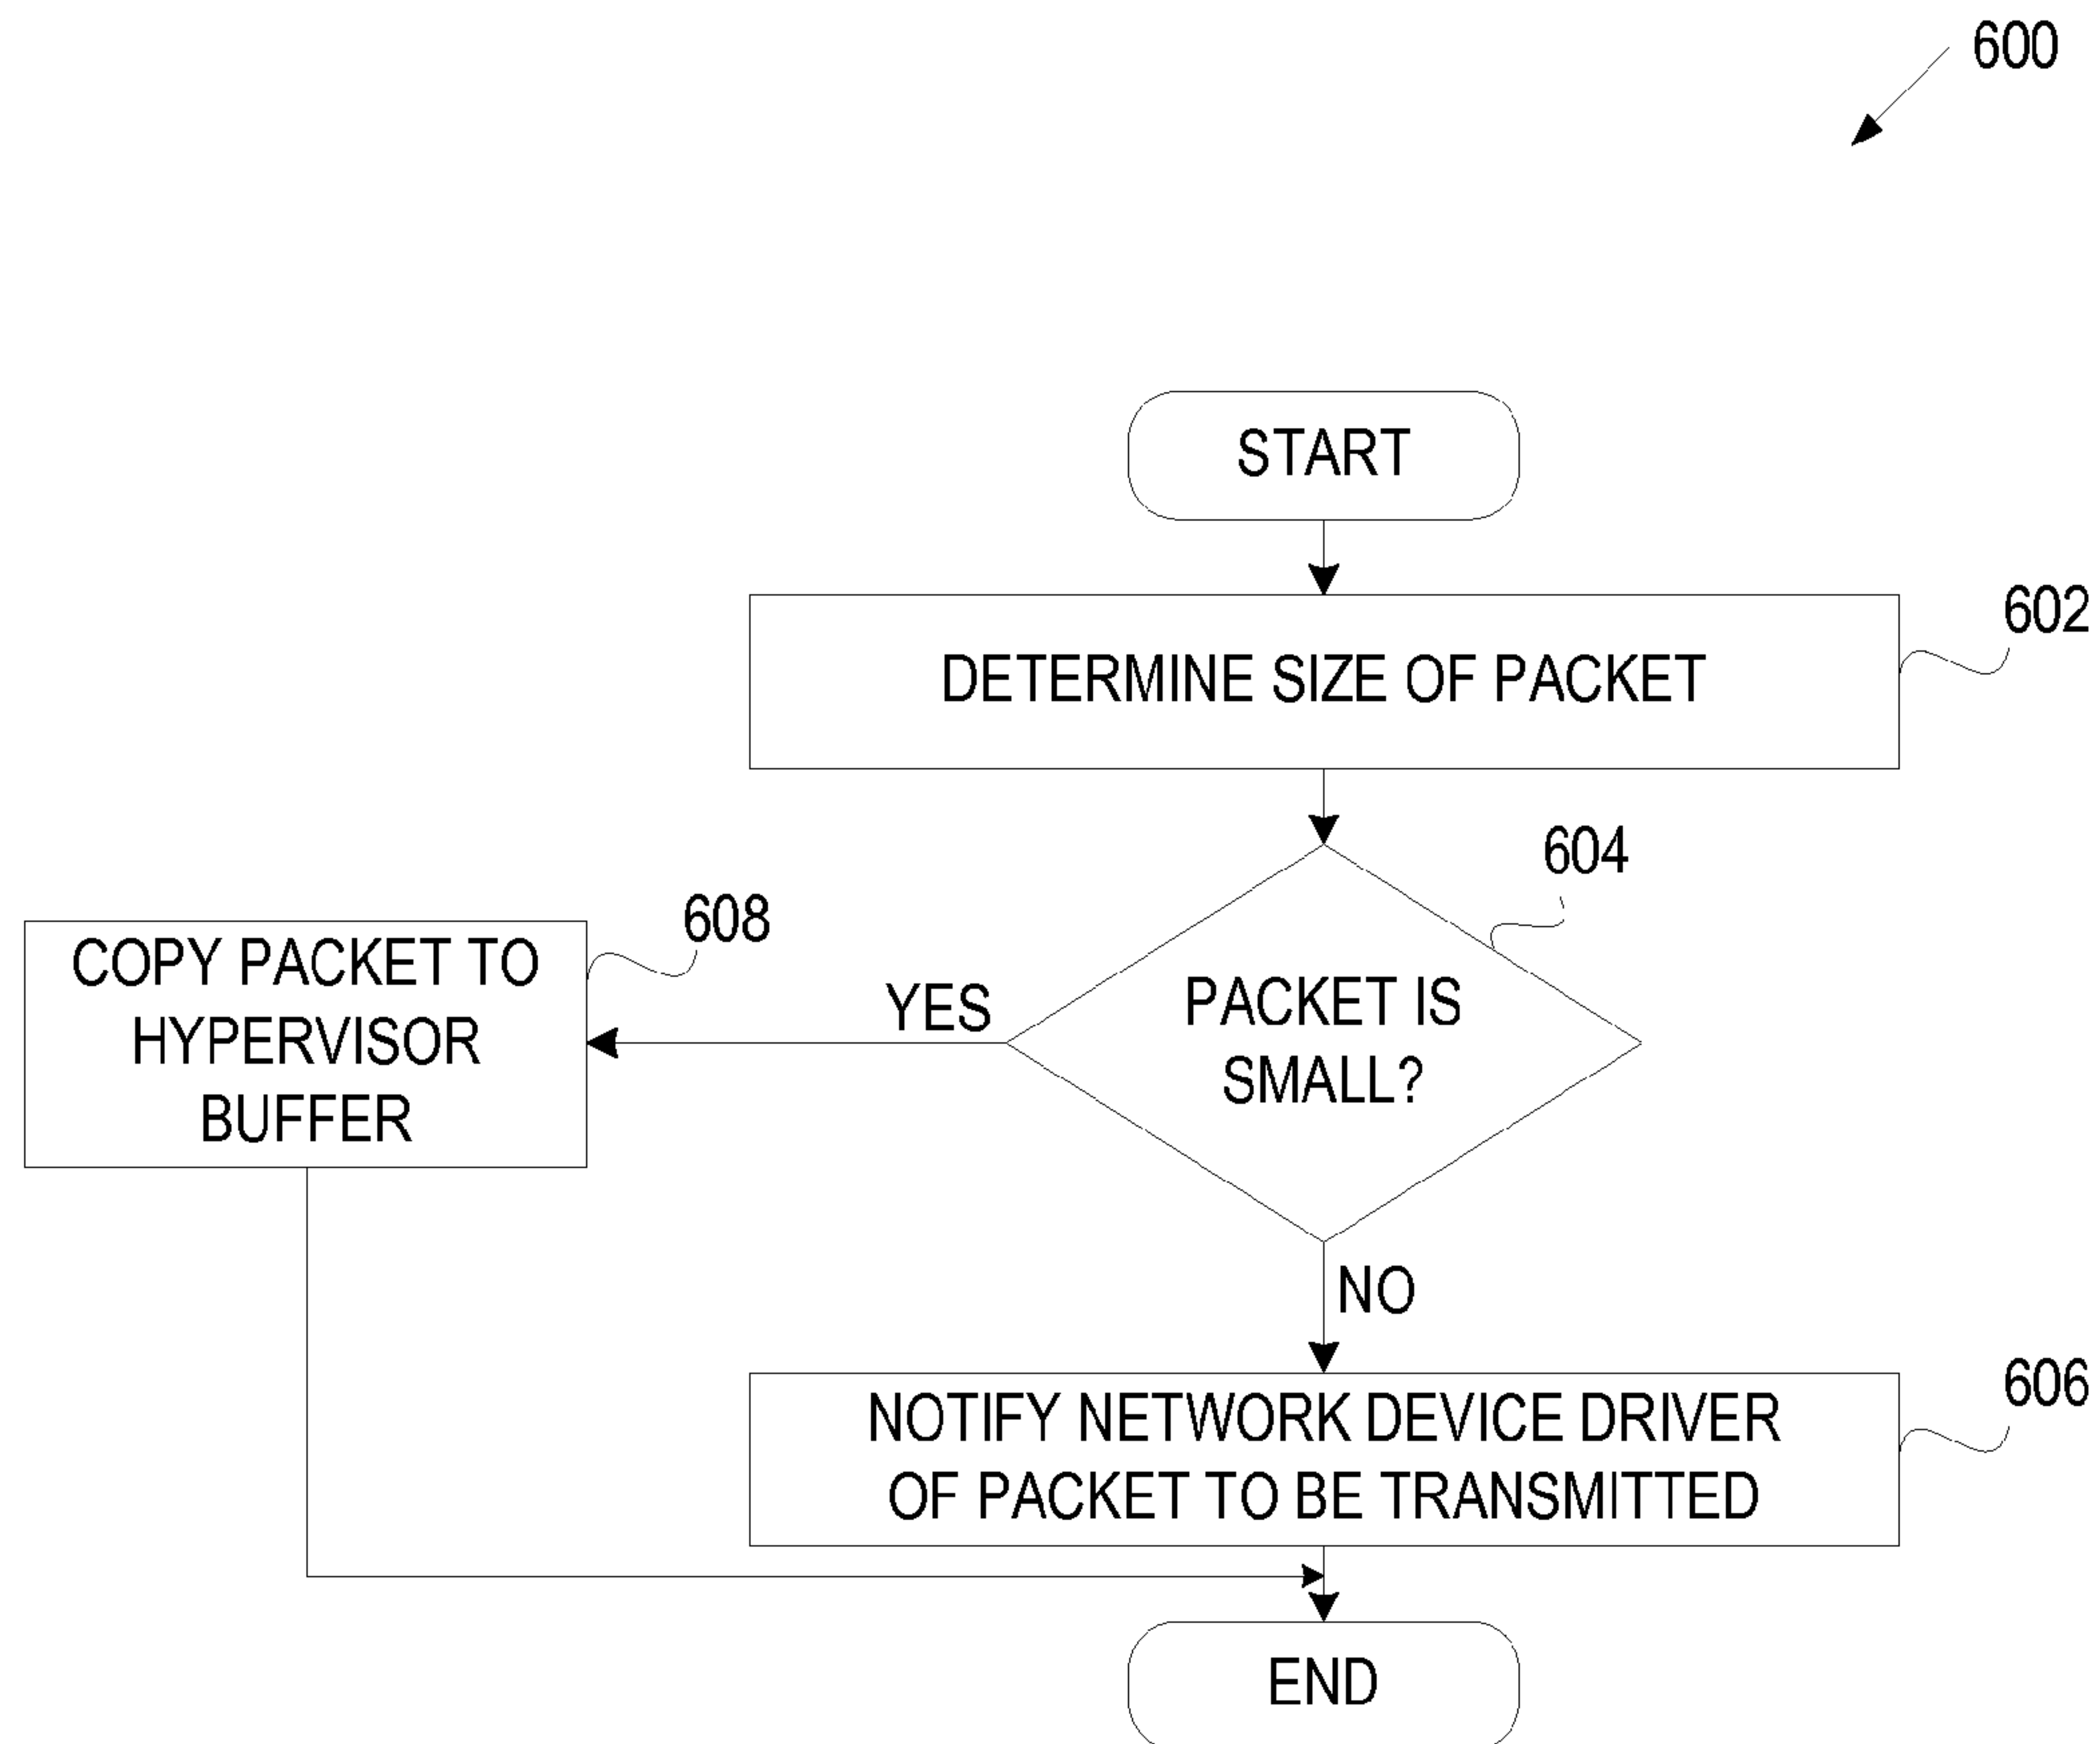 600
START
602
DETERMINE SIZE OF PACKET
604
608
COPY PACKET TO
HYPERVISOR
BUFFER
YES
PACKET IS
SMALL?
NO
606
NOTIFY NETWORK DEVICE DRIVER
OF PACKET TO BE TRANSMITTED
END